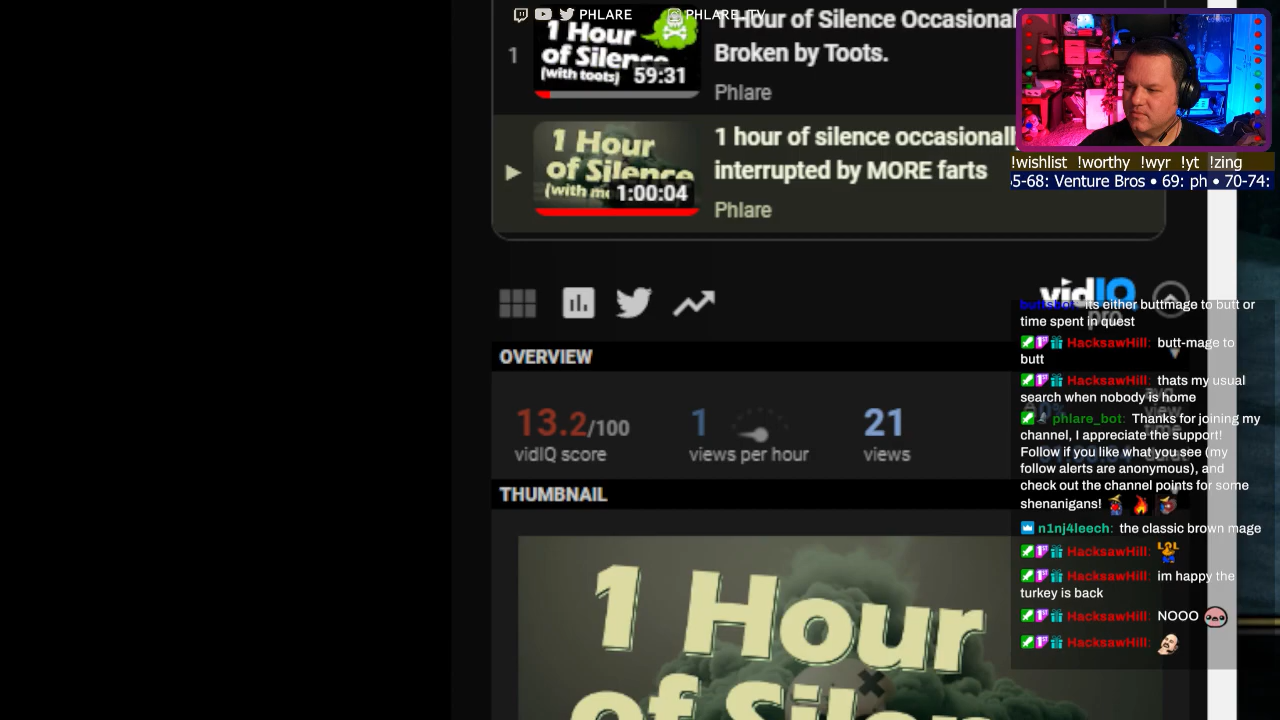 PHLARE
PHLARE_TV
1
1 Hour
of Silence
(with toots)
59:31
1 Hour of Silence Occasional
Broken by Toots.
Phlare
1 Hour
of Silence
(with mo
1:00:04
1 hour of silence occasionall
interrupted by MORE farts
Phlare
!wishlist !worthy !wyr !yt !zing
5-68: Venture Bros • 69: ph • 70-74:
vidIQ
pro
OVERVIEW
13.2/100
vidIQ score
1
views per hour
21
views
THUMBNAIL
1 Hour
of Silen
its either buttmage to butt or
time spent in quest
HacksawHill: butt-mage to
butt
HacksawHill: thats my usual
search when nobody is home
phlare_bot: Thanks for joining my
channel, I appreciate the support!
Follow if you like what you see (my
follow alerts are anonymous), and
check out the channel points for some
shenanigans!
n1nj4leech: the classic brown mage
HacksawHill:
HacksawHill: im happy the
turkey is back
HacksawHill: NOOO
HacksawHill: